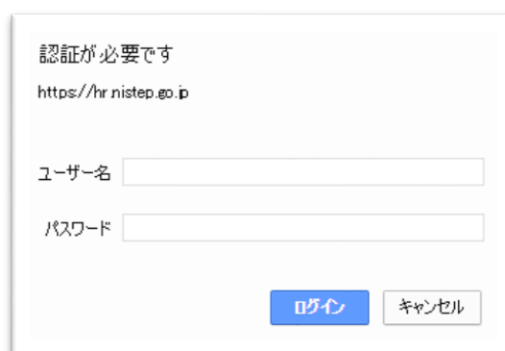 認証が必要です
https://hr.nistep.go.jp
ユーザー名
パスワード
ログイン キャンセル